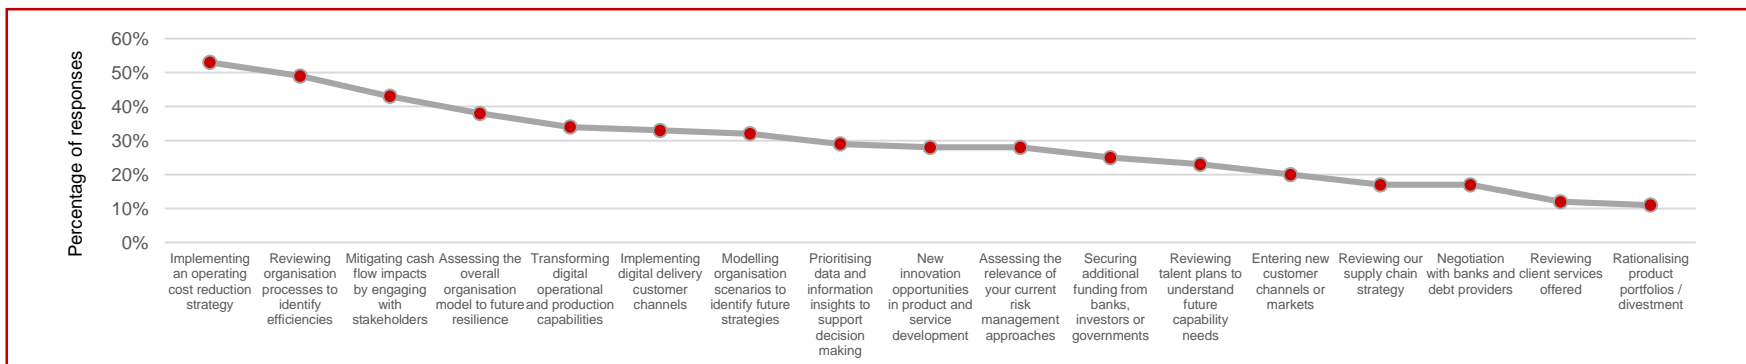 Percentage of responses
60%
50%
40%
30%
20%
10%
0%
Implementing
an operating
cost reduction
strategy
Reviewing
organisation
processes to
identify
efficiencies
Mitigating cash
flow impacts
by engaging
with
stakeholders
Assessing the
overall
organisation
model to future
resilience
Transforming
digital
operational
and production
capabilities
Implementing
digital delivery
customer
channels
Modelling
organisation
scenarios to
identify future
strategies
Prioritising
data and
information
insights to
support
decision
making
New
innovation
opportunities
in product and
service
development
Assessing the
relevance of
your current
risk
management
approaches
Securing
additional
funding from
banks,
investors or
governments
Reviewing
talent plans to
understand
future
capability
needs
Entering new
customer
channels or
markets
Reviewing our
supply chain
strategy
Negotiation
with banks and
debt providers
Reviewing
client services
offered
Rationalising
product
portfolios /
divestment